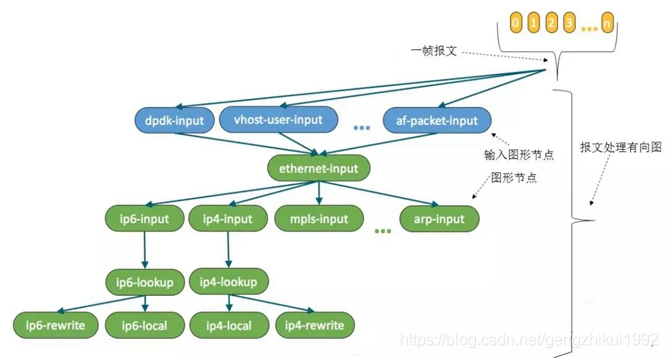 0 1 2 3 ... n
一帧报文
dpdk-input vhost-user-input ... af-packet-input
输入图形节点
报文处理有向图
ethernet-input
图形节点
ip6-input ip4-input mpls-input ... arp-input
ip6-lookup ip4-lookup
ip6-rewrite ip6-local ip4-local ip4-rewrite
https://blog.csdn.net/gengzhikui1992